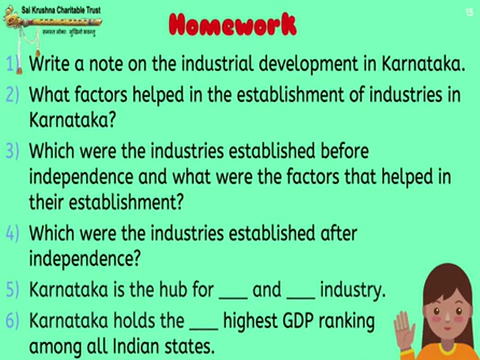 Sai Krushna Charitable Trust
15
समस्त लोकाः सुखिनो भवन्तु
Homework
1) Write a note on the industrial development in Karnataka.
2) What factors helped in the establishment of industries in
Karnataka?
3) Which were the industries established before
independence and what were the factors that helped in
their establishment?
4) Which were the industries established after
independence?
5) Karnataka is the hub for ___ and ___ industry.
6) Karnataka holds the ___ highest GDP ranking
among all Indian states.